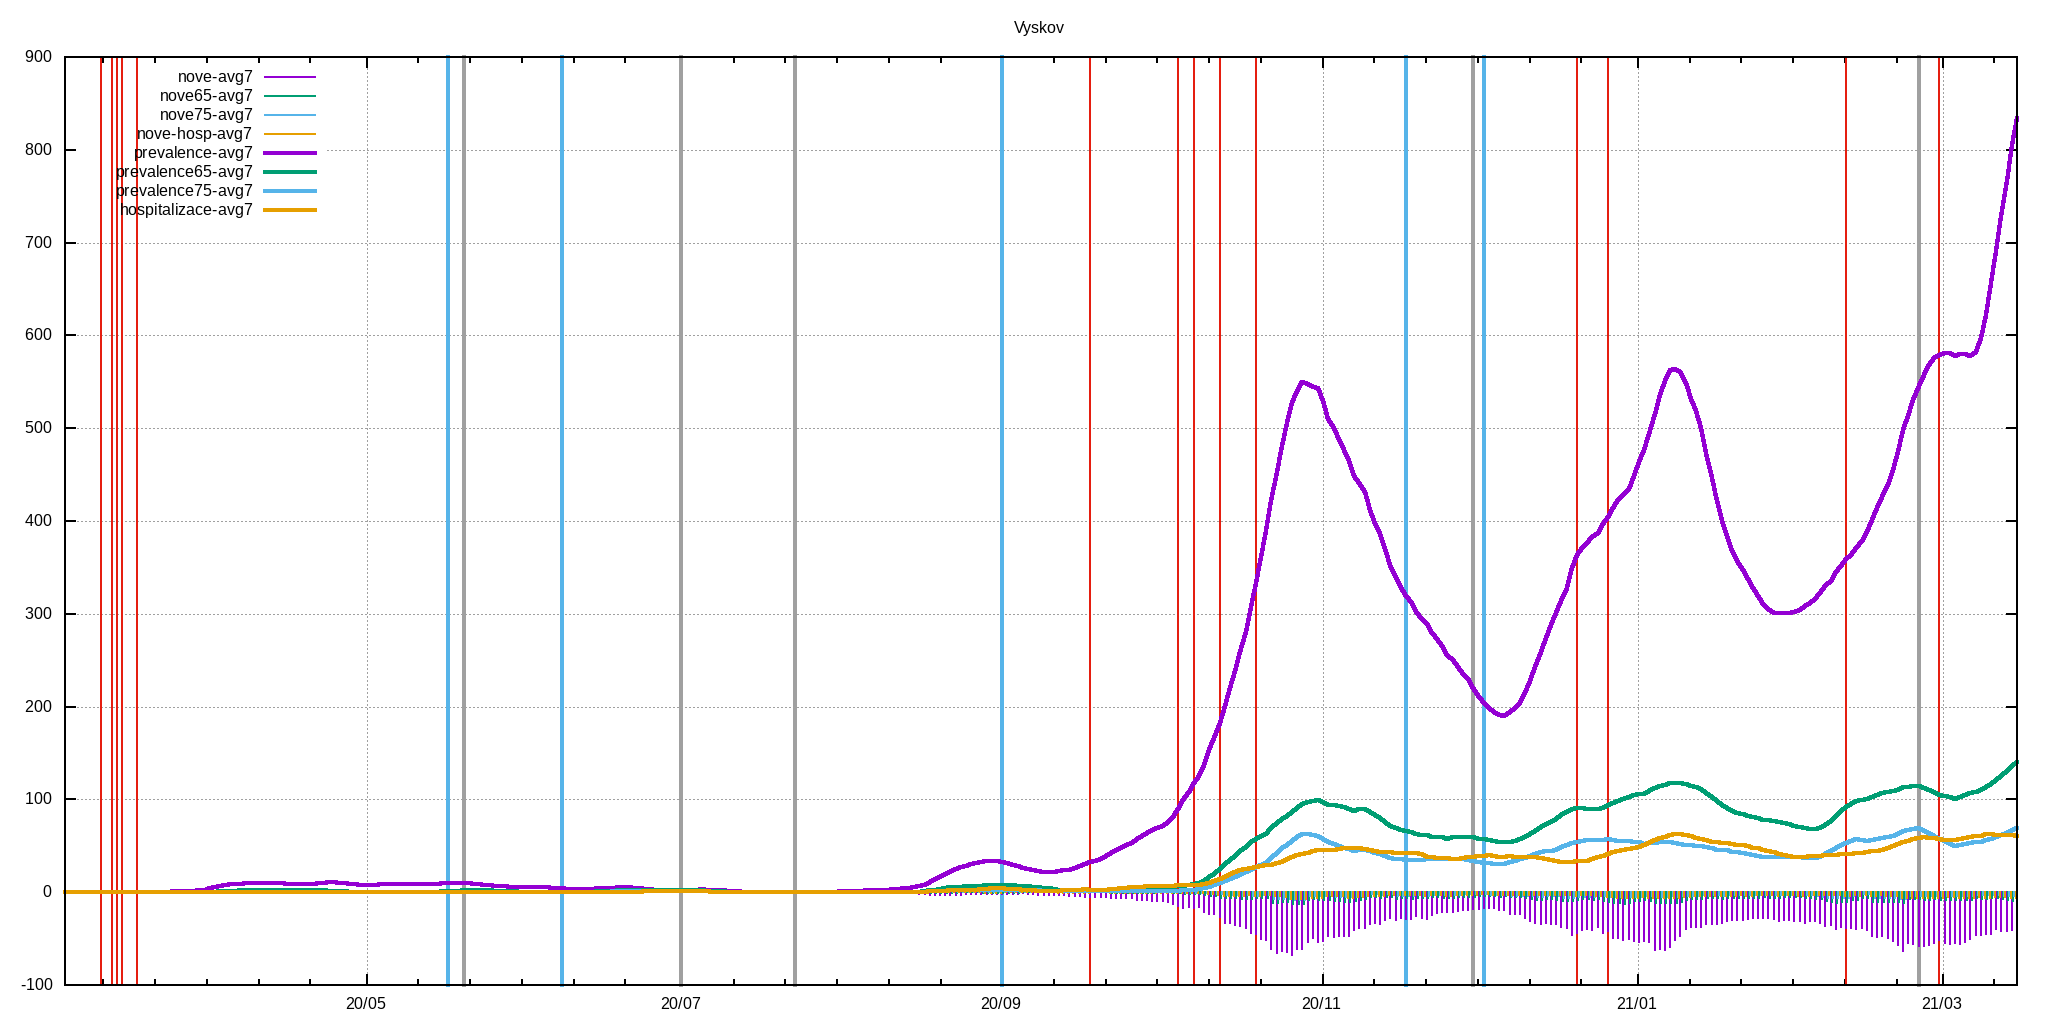 Vyskov
900
800
700
600
500
400
300
200
100
0
-100
nove-avg7
nove65-avg7
nove75-avg7
nove-hosp-avg7
prevalence-avg7
prevalence65-avg7
prevalence75-avg7
hospitalizace-avg7
20/05 20/07 20/09 20/11 21/01 21/03